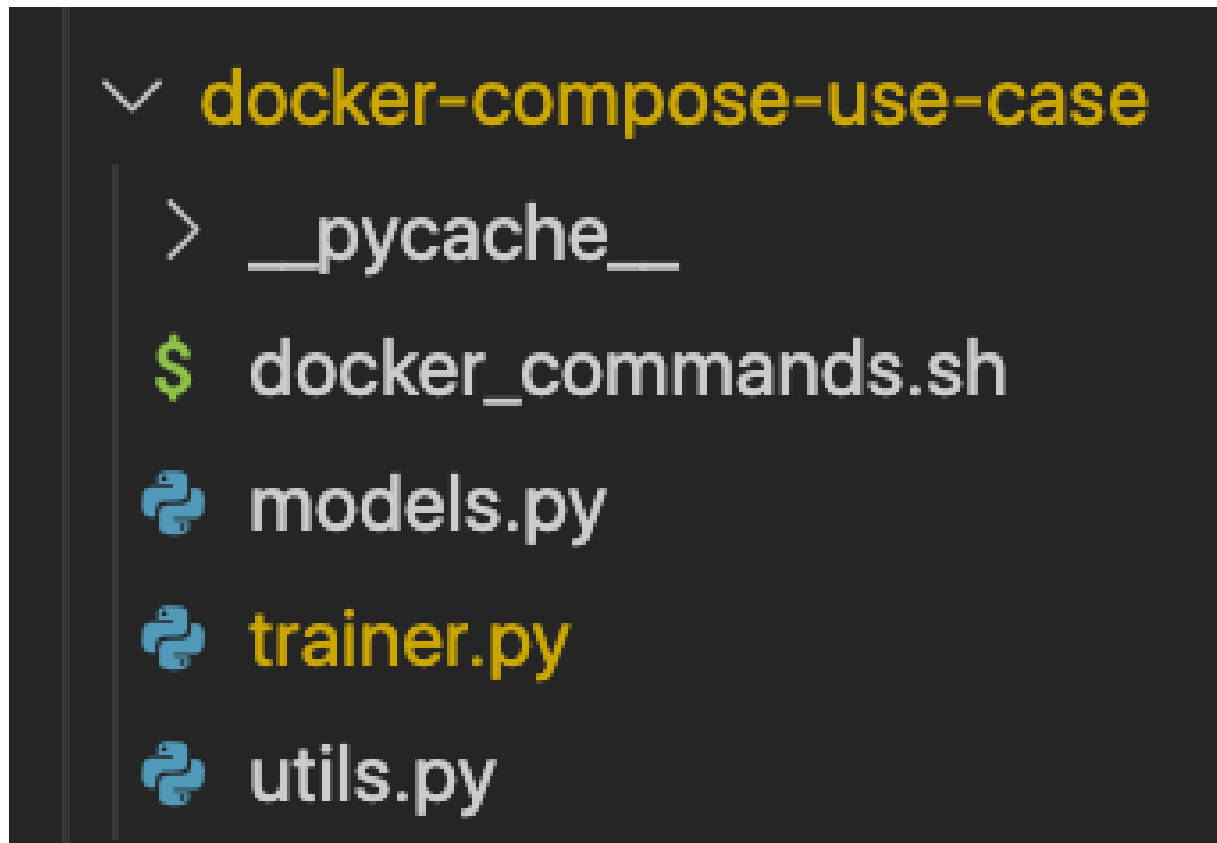 docker-compose-use-case
__pycache__
$ docker_commands.sh
models.py
trainer.py
utils.py